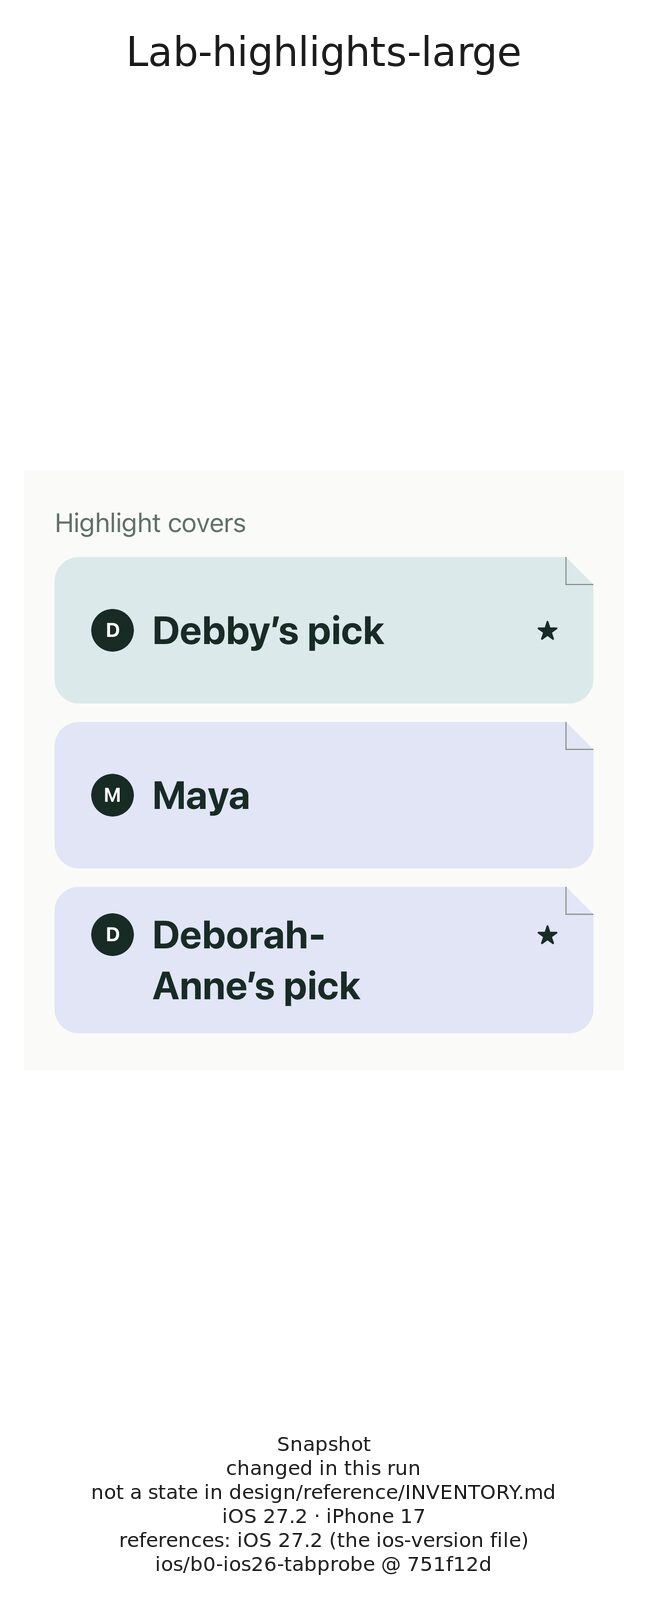 Lab-highlights-large
Highlight covers
D Debby’s pick ★
M Maya
D Deborah- ★
Anne’s pick
Snapshot
changed in this run
not a state in design/reference/INVENTORY.md
iOS 27.2 · iPhone 17
references: iOS 27.2 (the ios-version file)
ios/b0-ios26-tabprobe @ 751f12d